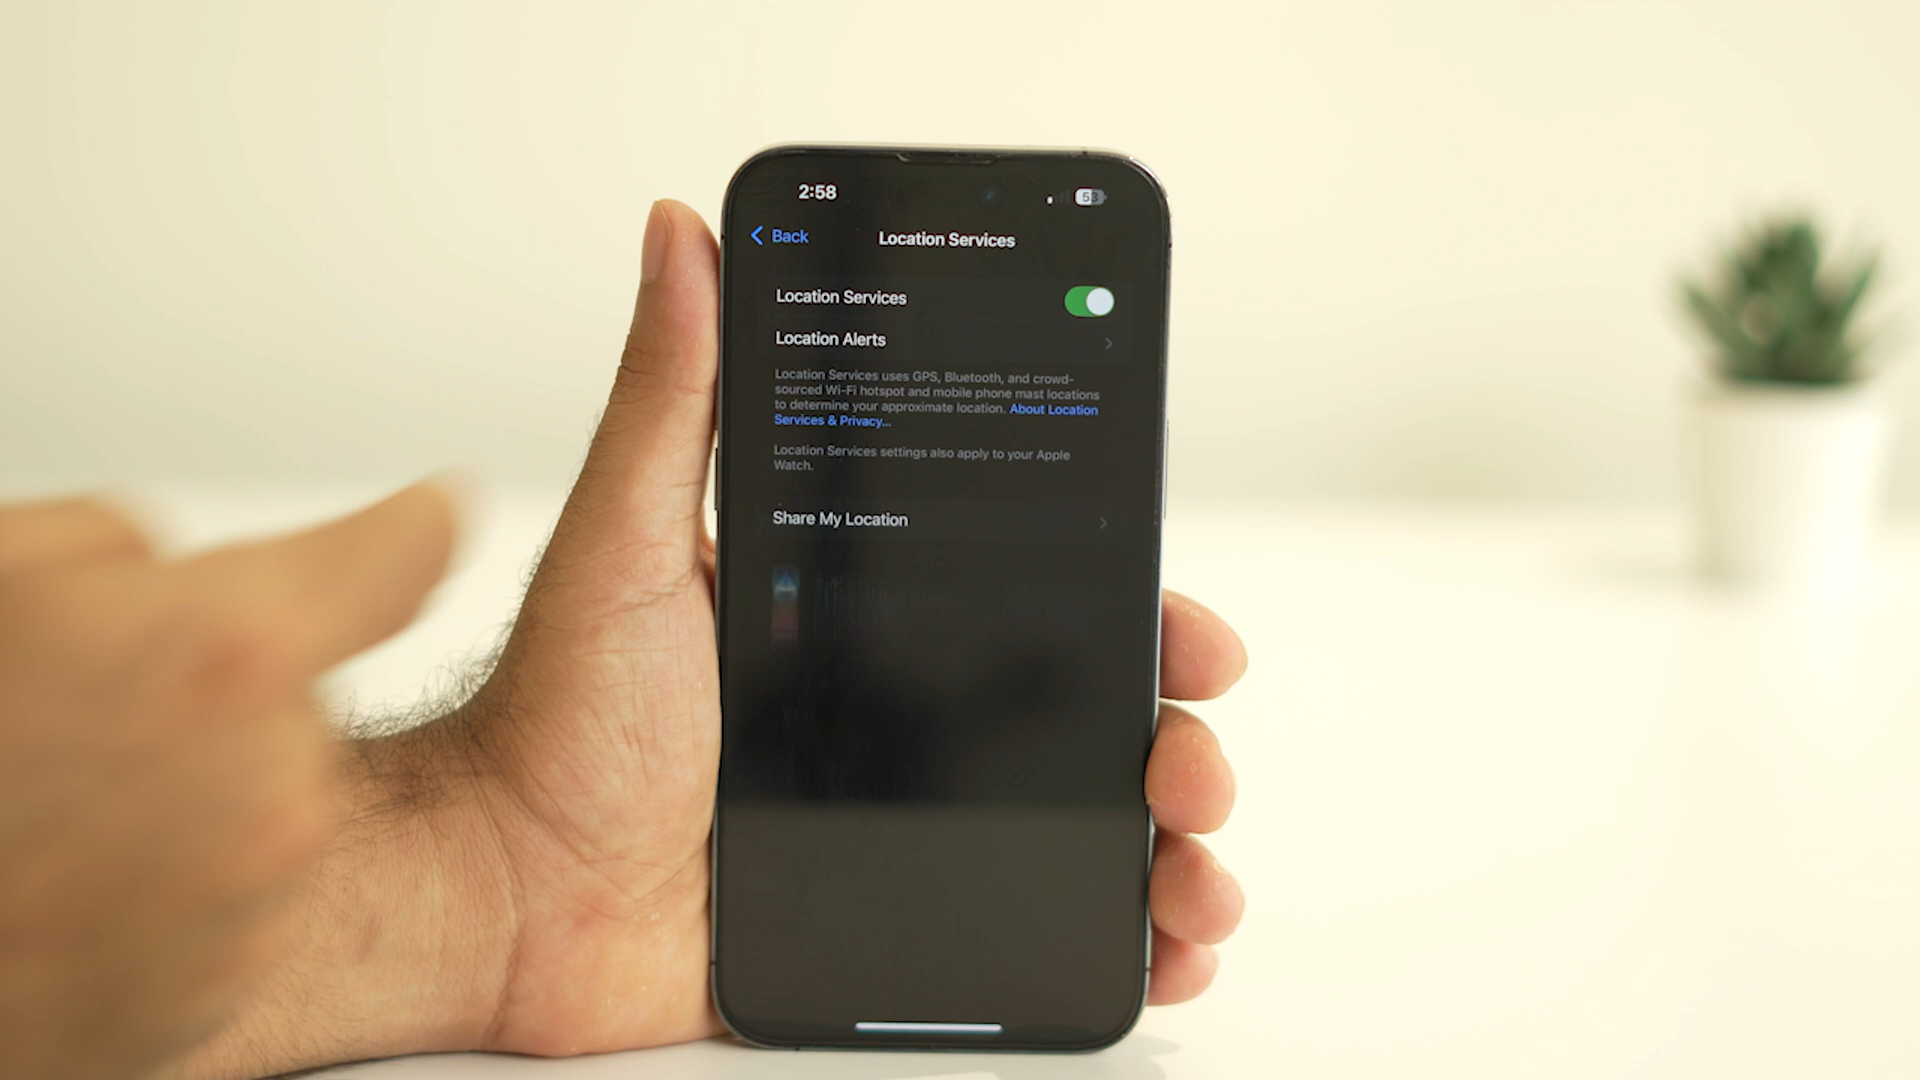 2:58
53
Back
Location Services
Location Services
Location Alerts
Location Services uses GPS, Bluetooth, and crowd-
sourced Wi-Fi hotspot and mobile phone mast locations
to determine your approximate location. About Location
Services & Privacy...
Location Services settings also apply to your Apple
Watch.
Share My Location